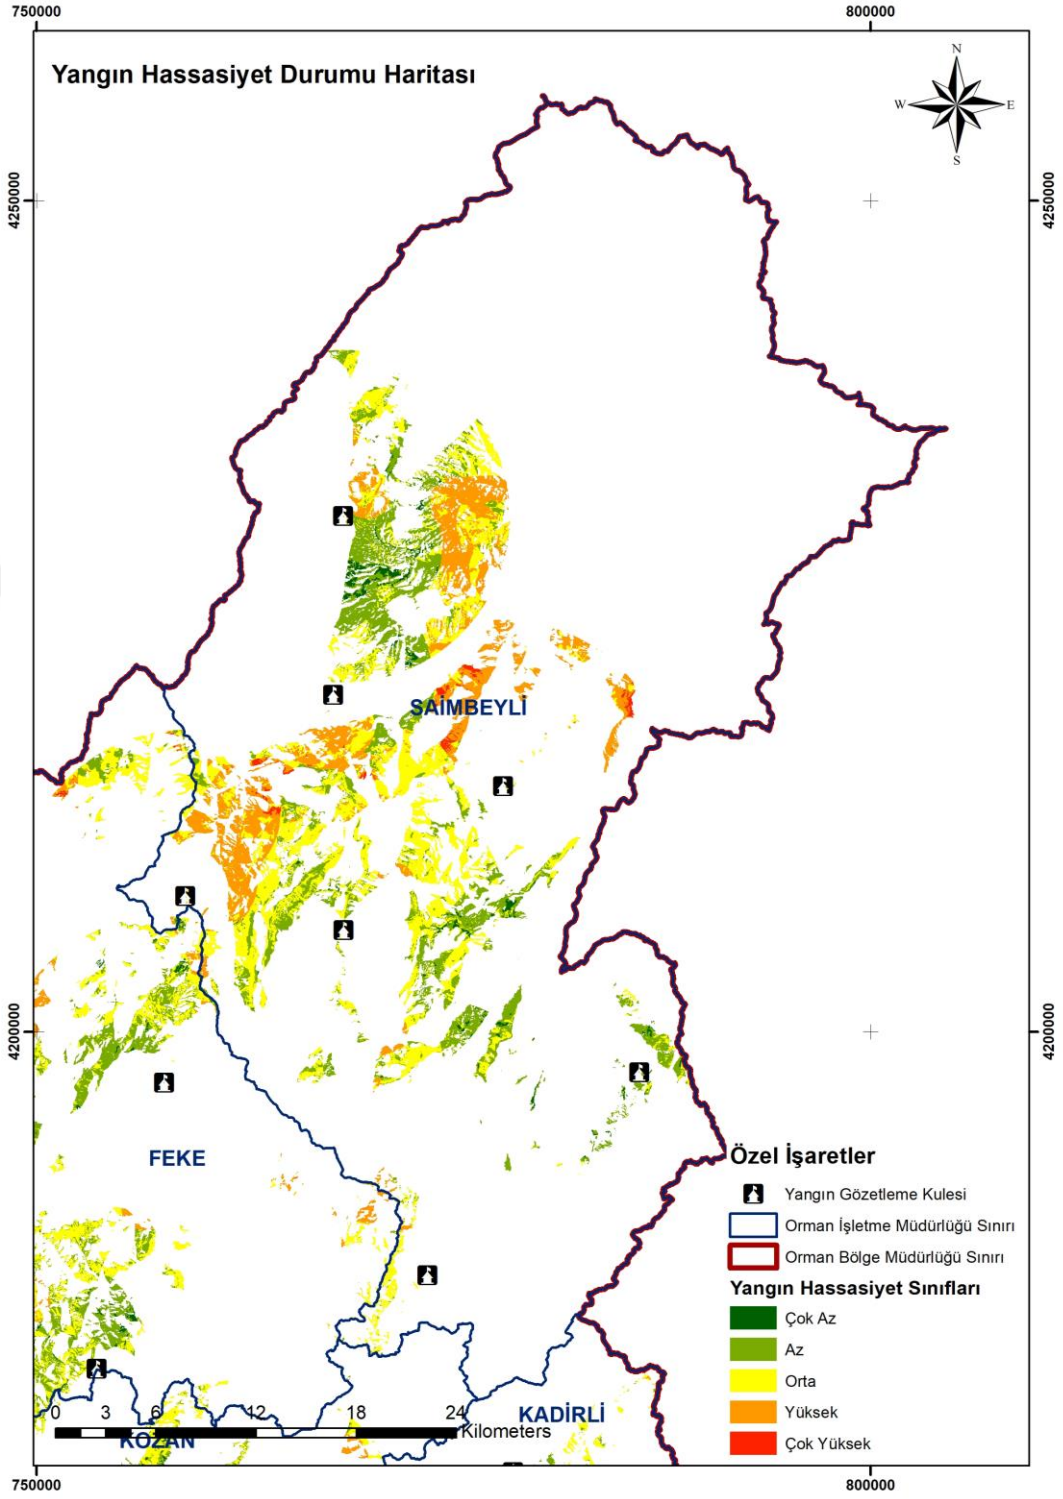 750000
800000
Yangın Hassasiyet Durumu Haritası
N
W
E
S
4250000
4250000
SAİMBEYLİ
4200000
4200000
FEKE
Özel İşaretler
Yangın Gözetleme Kulesi
Orman İşletme Müdürlüğü Sınırı
Orman Bölge Müdürlüğü Sınırı
Yangın Hassasiyet Sınıfları
Çok Az
Az
Orta
Yüksek
Çok Yüksek
0 3 6 12 18 24
Kilometers
KADİRLİ
KOZAN
750000
800000